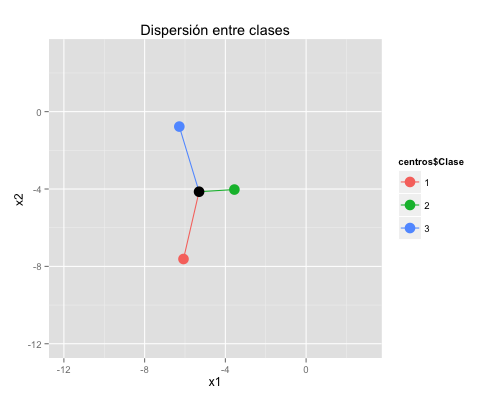 Dispersión entre clases
x2
0
-4
-8
-12
-12 -8 -4 0
x1
centros$Clase
1
2
3